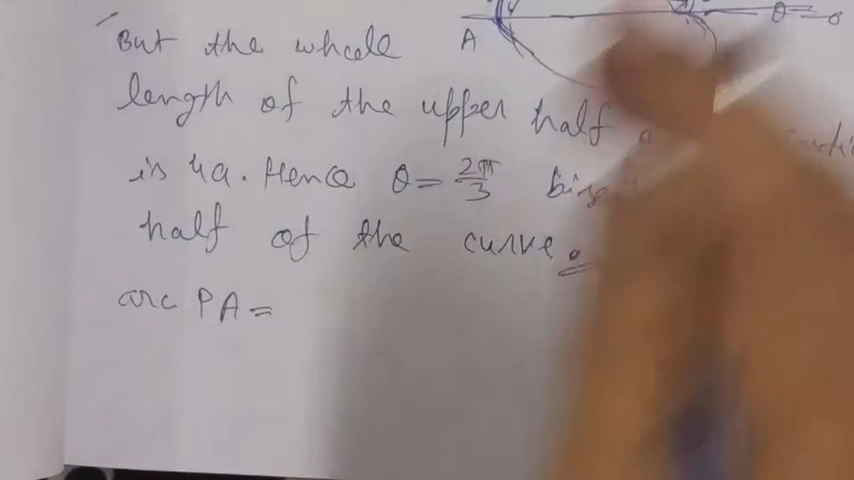 A θ=0
But the whole
length of the upper half
is 4a. Hence θ = 2π/3
half of the curve.
arc PA =